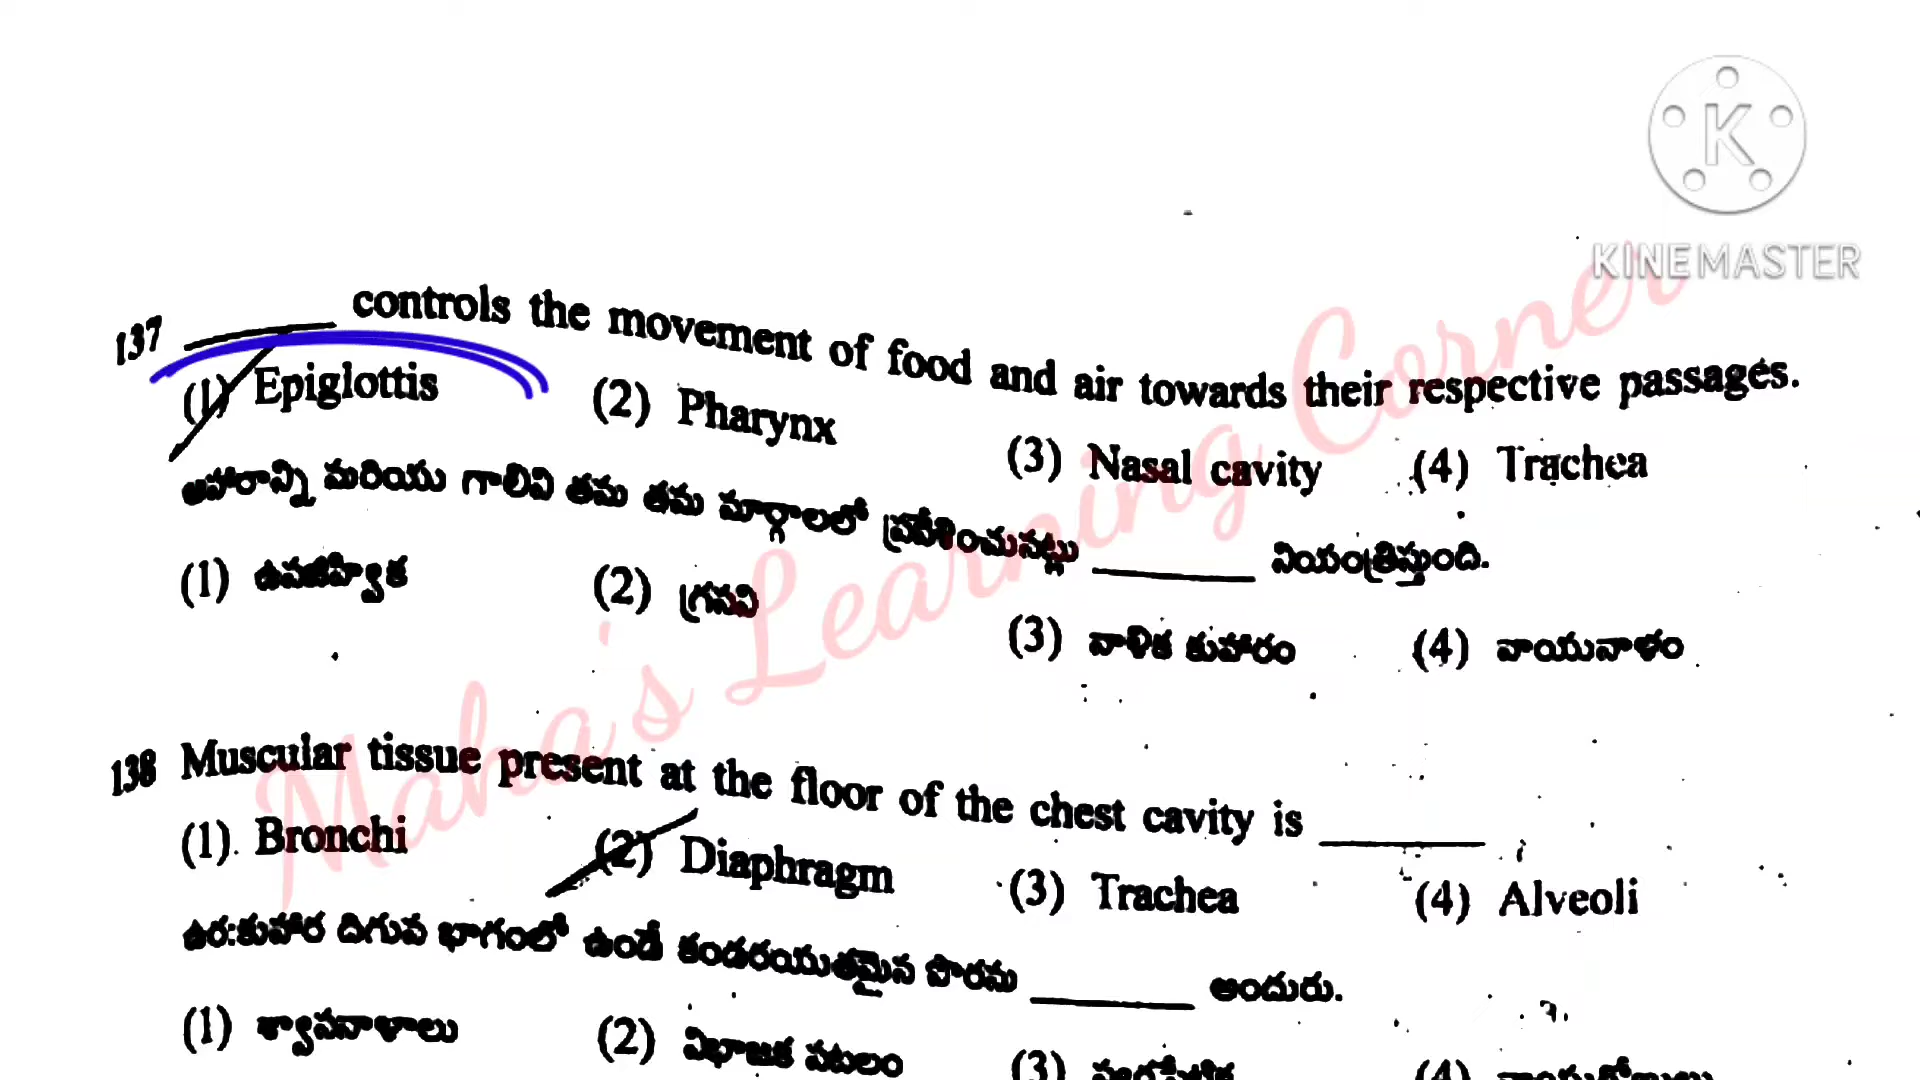 KINEMASTER
137 ______ controls the movement of food and air towards their respective passages.
(1) Epiglottis (2) Pharynx (3) Nasal cavity (4) Trachea
ఆహారాన్ని మరియు గాలిని తమ తమ మార్గాలలో ప్రవేశించునట్లు ______ నియంత్రిస్తుంది.
(1) ఉపజిహ్విక (2) గ్రసని (3) నాశిక కుహారం (4) వాయునాళం
138 Muscular tissue present at the floor of the chest cavity is ______
(1) Bronchi (2) Diaphragm (3) Trachea (4) Alveoli
ఉర:కుహార దిగువ భాగంలో ఉండే కండరయుతమైన పొరను ______ అందురు.
(1) శ్వాసనాళాలు (2) విభాజక పటలం (3) (4)
Maha's Learning Corner